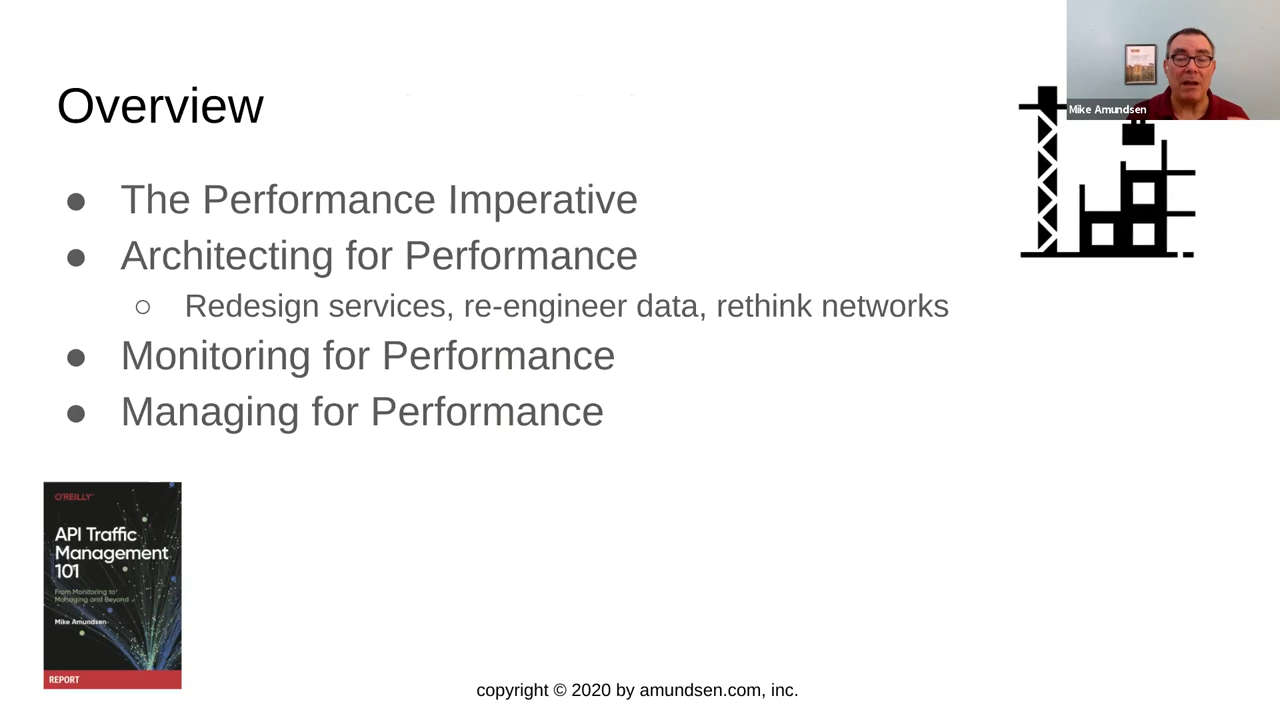 Overview
Mike Amundsen
● The Performance Imperative
● Architecting for Performance
○ Redesign services, re-engineer data, rethink networks
● Monitoring for Performance
● Managing for Performance
O'REILLY
API Traffic
Management
101
From Monitoring to
Managing and Beyond
Mike Amundsen
REPORT
copyright © 2020 by amundsen.com, inc.